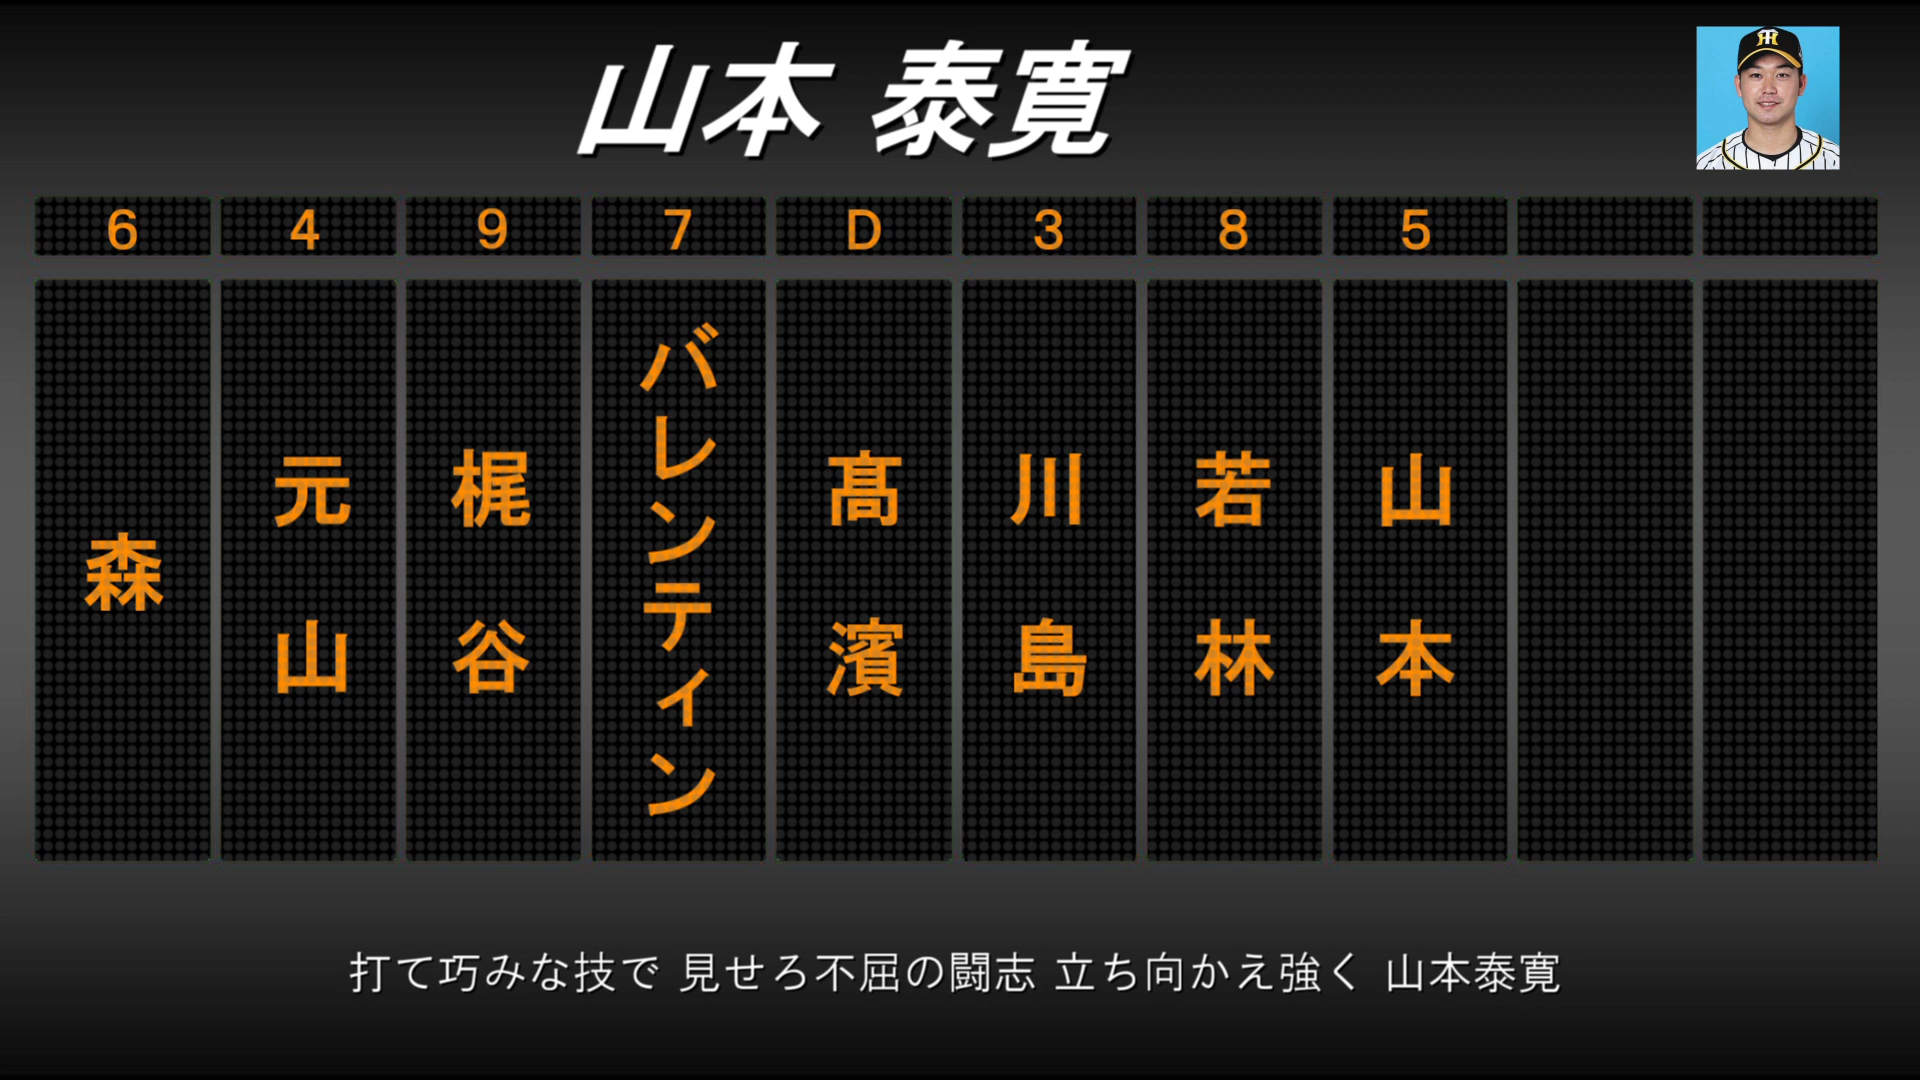 山本 泰寛
6 4 9 7 D 3 8 5
森
元山
梶谷
バレンティン
髙濱
川島
若林
山本
打て巧みな技で 見せろ不屈の闘志 立ち向かえ強く 山本泰寛